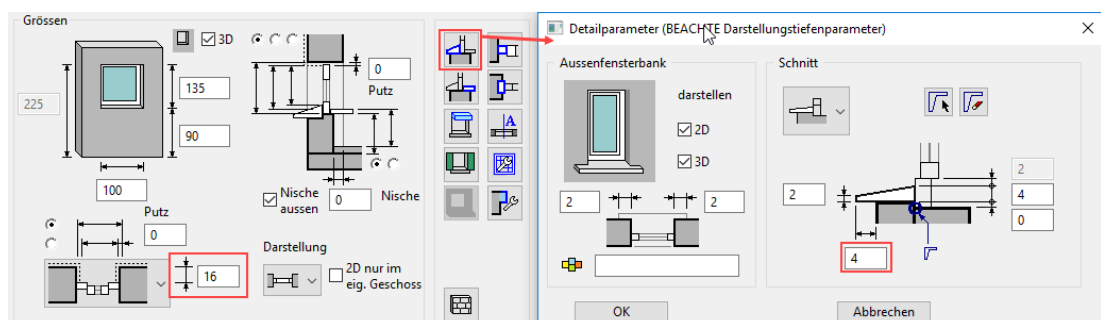 Grössen
3D
0
Putz
135
225
90
100
Nische
aussen
0
Nische
Putz
0
16
Darstellung
2D nur im
eig. Geschoss
A
Detailparameter (BEACHTE Darstellungstiefenparameter)
Aussenfensterbank
darstellen
2D
3D
2
2
OK
Schnitt
2
2
4
0
4
Abbrechen